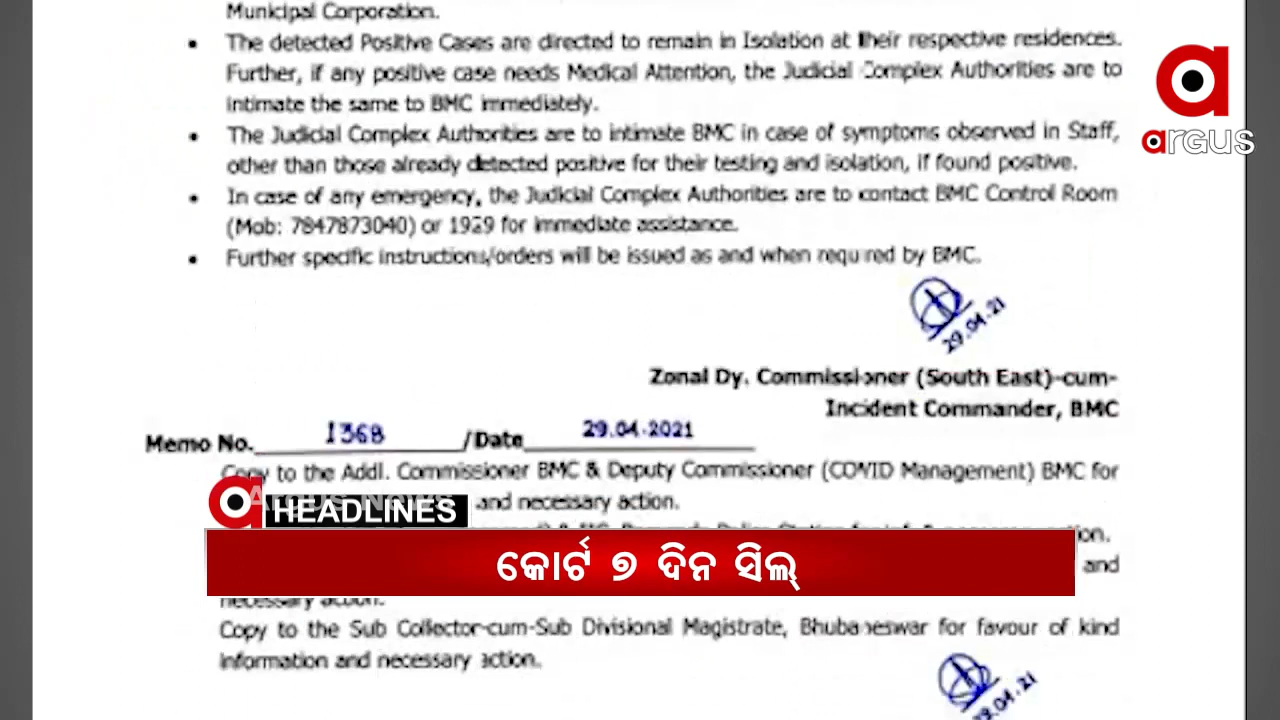 Municipal Corporation.
• The detected Positive Cases are directed to remain in Isolation at their respective residences.
Further, if any positive case needs Medical Attention, the Judicial Complex Authorities are to
intimate the same to BMC immediately.
• The Judicial Complex Authorities are to intimate BMC in case of symptoms observed in Staff,
other than those already detected positive for their testing and isolation, if found positive.
• In case of any emergency, the Judicial Complex Authorities are to contact BMC Control Room
(Mob: 7847873040) or 1929 for immediate assistance.
• Further specific instructions/orders will be issued as and when required by BMC.
argus
29.04.21
Zonal Dy. Commissioner (South East)-cum-
Incident Commander, BMC
Memo No. 1368 /Date 29.04.2021
Copy to the Addl. Commissioner BMC & Deputy Commissioner (COVID Management) BMC for
and necessary action.
HEADLINES
କୋର୍ଟ ୭ ଦିନ ସିଲ୍
and
necessary action.
Copy to the Sub Collector-cum-Sub Divisional Magistrate, Bhubaneswar for favour of kind
information and necessary action.
29.04.21